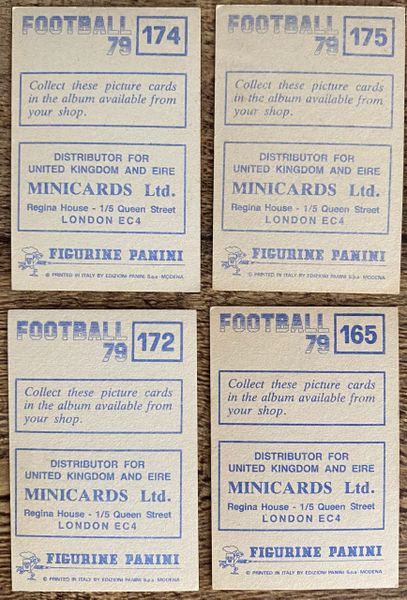 FOOTBALL
79 174
Collect these picture cards
in the album available from
your shop.
DISTRIBUTOR FOR
UNITED KINGDOM AND EIRE
MINICARDS Ltd.
Regina House - 1/5 Queen Street
LONDON EC4
FIGURINE PANINI
© PRINTED IN ITALY BY EDIZIONI PANINI S.p.a - MODENA
FOOTBALL
79 175
Collect these picture cards
in the album available from
your shop.
DISTRIBUTOR FOR
UNITED KINGDOM AND EIRE
MINICARDS Ltd.
Regina House - 1/5 Queen Street
LONDON EC4
FIGURINE PANINI
© PRINTED IN ITALY BY EDIZIONI PANINI S.p.a - MODENA
FOOTBALL
79 172
Collect these picture cards
in the album available from
your shop.
DISTRIBUTOR FOR
UNITED KINGDOM AND EIRE
MINICARDS Ltd.
Regina House - 1/5 Queen Street
LONDON EC4
FIGURINE PANINI
© PRINTED IN ITALY BY EDIZIONI PANINI S.p.a - MODENA
FOOTBALL
79 165
Collect these picture cards
in the album available from
your shop.
DISTRIBUTOR FOR
UNITED KINGDOM AND EIRE
MINICARDS Ltd.
Regina House - 1/5 Queen Street
LONDON EC4
FIGURINE PANINI
© PRINTED IN ITALY BY EDIZIONI PANINI S.p.a - MODENA